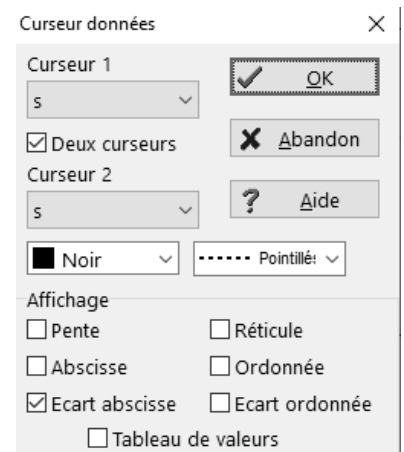 Curseur données
Curseur 1
OK
s
Deux curseurs
Abandon
Curseur 2
s
Aide
Noir
Pointillé
Affichage
Pente
Réticule
Abscisse
Ordonnée
Ecart abscisse
Ecart ordonnée
Tableau de valeurs